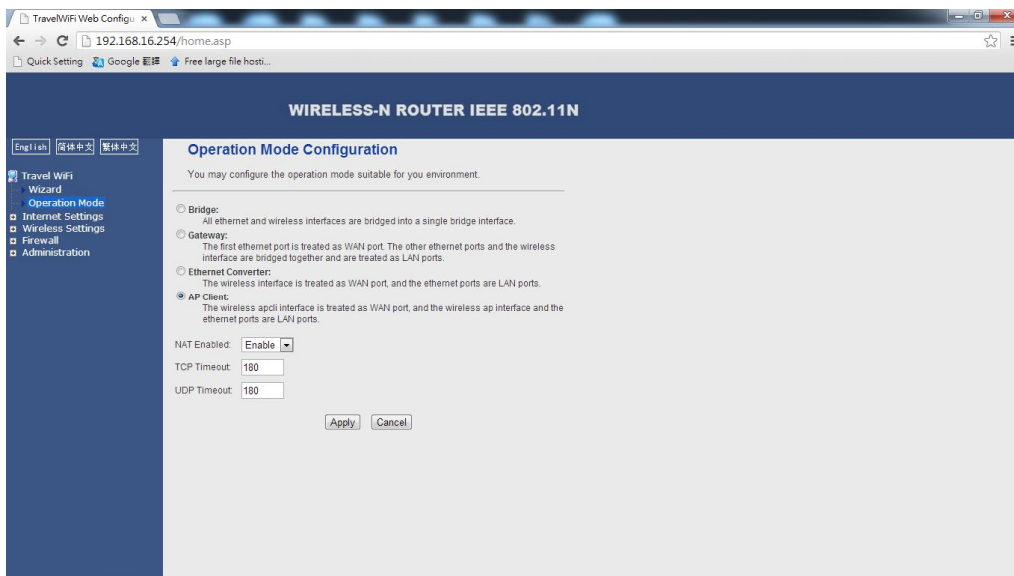 TravelWiFi Web Configu
192.168.16.254/home.asp
Quick Setting Google 翻譯 Free large file hosti...
WIRELESS-N ROUTER IEEE 802.11N
English 简体中文 繁体中文
Travel WiFi
Wizard
Operation Mode
Internet Settings
Wireless Settings
Firewall
Administration
Operation Mode Configuration
You may configure the operation mode suitable for you environment.
Bridge:
All ethernet and wireless interfaces are bridged into a single bridge interface.
Gateway:
The first ethernet port is treated as WAN port. The other ethernet ports and the wireless
interface are bridged together and are treated as LAN ports.
Ethernet Converter:
The wireless interface is treated as WAN port, and the ethernet ports are LAN ports.
AP Client:
The wireless apcli interface is treated as WAN port, and the wireless ap interface and the
ethernet ports are LAN ports.
NAT Enabled: Enable
TCP Timeout: 180
UDP Timeout: 180
Apply Cancel